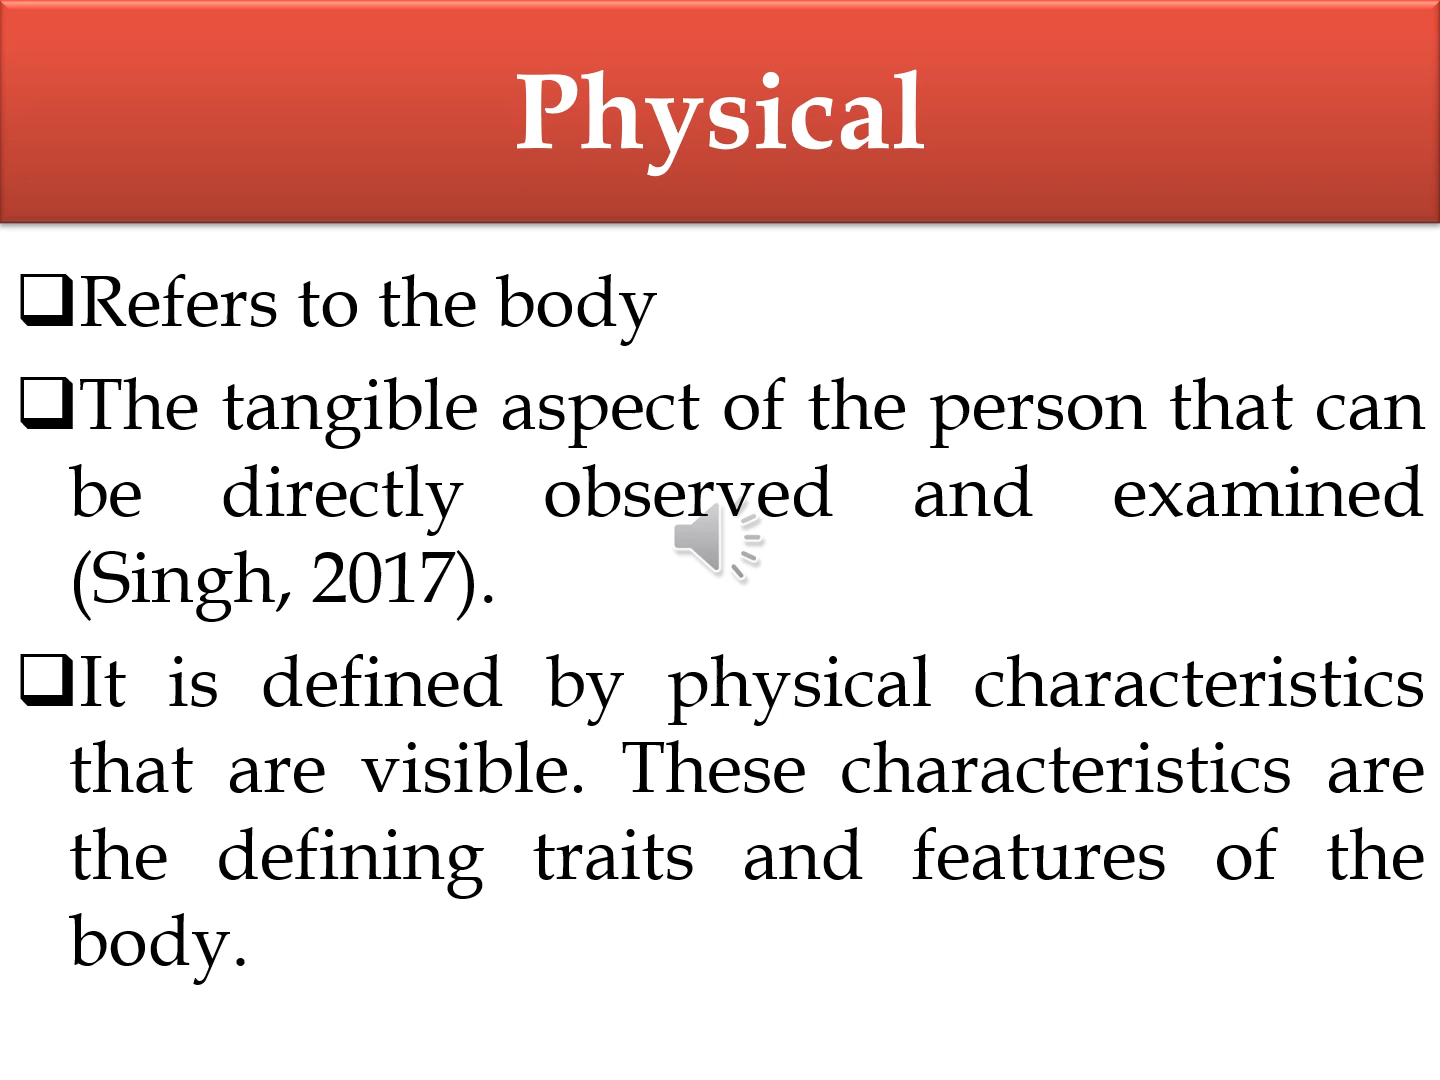 Physical
Refers to the body
The tangible aspect of the person that can
be directly observed and examined
(Singh, 2017).
It is defined by physical characteristics
that are visible. These characteristics are
the defining traits and features of the
body.